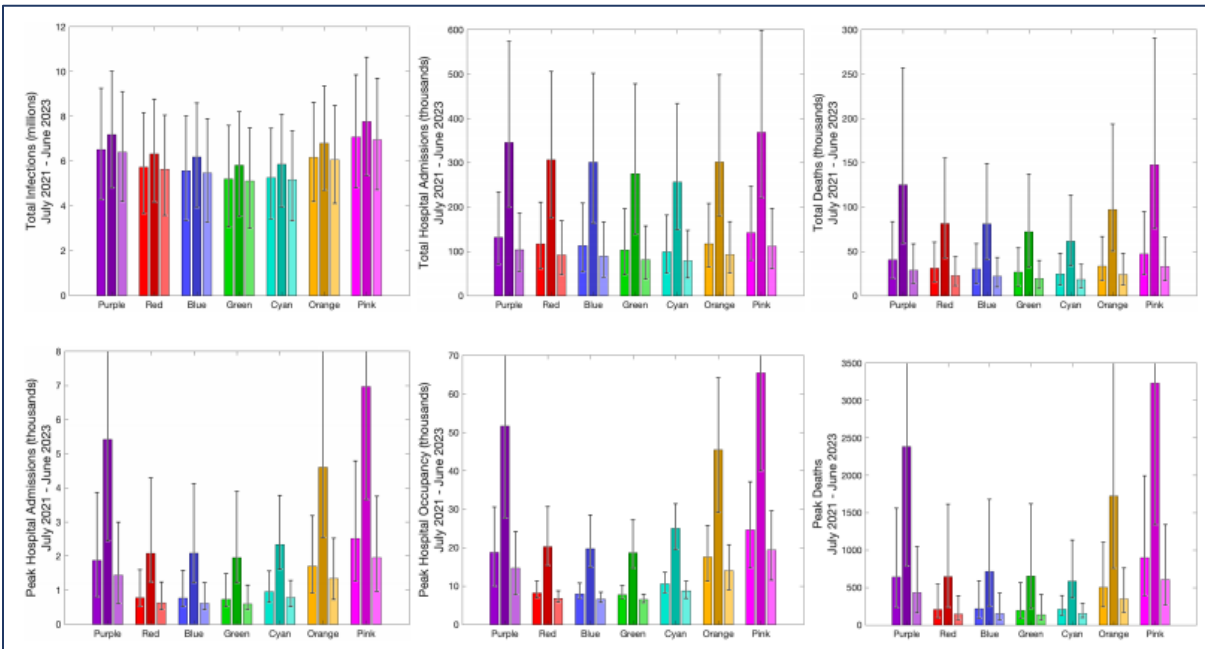 Total Infections (millions)
July 2021 - June 2023
12
10
8
6
4
2
0
Purple Red Blue Green Cyan Orange Pink
Total Hospital Admissions (thousands)
July 2021 - June 2023
600
500
400
300
200
100
0
Purple Red Blue Green Cyan Orange Pink
Total Deaths (thousands)
July 2021 - June 2023
300
250
200
150
100
50
0
Purple Red Blue Green Cyan Orange Pink
Peak Hospital Admissions (thousands)
July 2021 - June 2023
8
7
6
5
4
3
2
1
0
Purple Red Blue Green Cyan Orange Pink
Peak Hospital Occupancy (thousands)
July 2021 - June 2023
70
60
50
40
30
20
10
0
Purple Red Blue Green Cyan Orange Pink
Peak Deaths
July 2021 - June 2023
3500
3000
2500
2000
1500
1000
500
0
Purple Red Blue Green Cyan Orange Pink